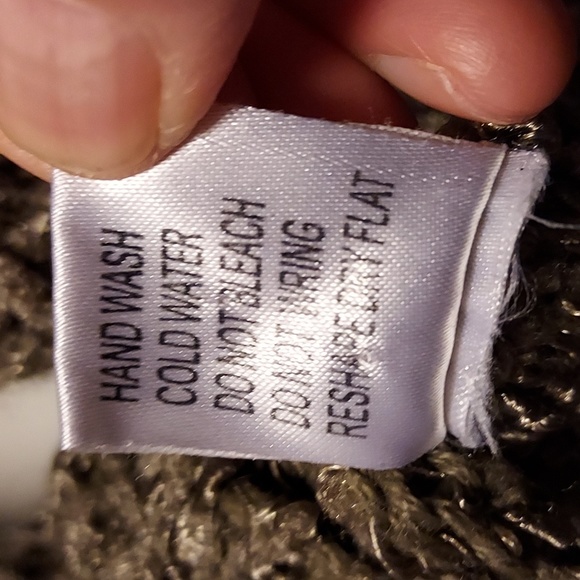 HAND WASH
COLD WATER
DO NOT BLEACH
DO NOT WRING
RESHAPE DRY FLAT